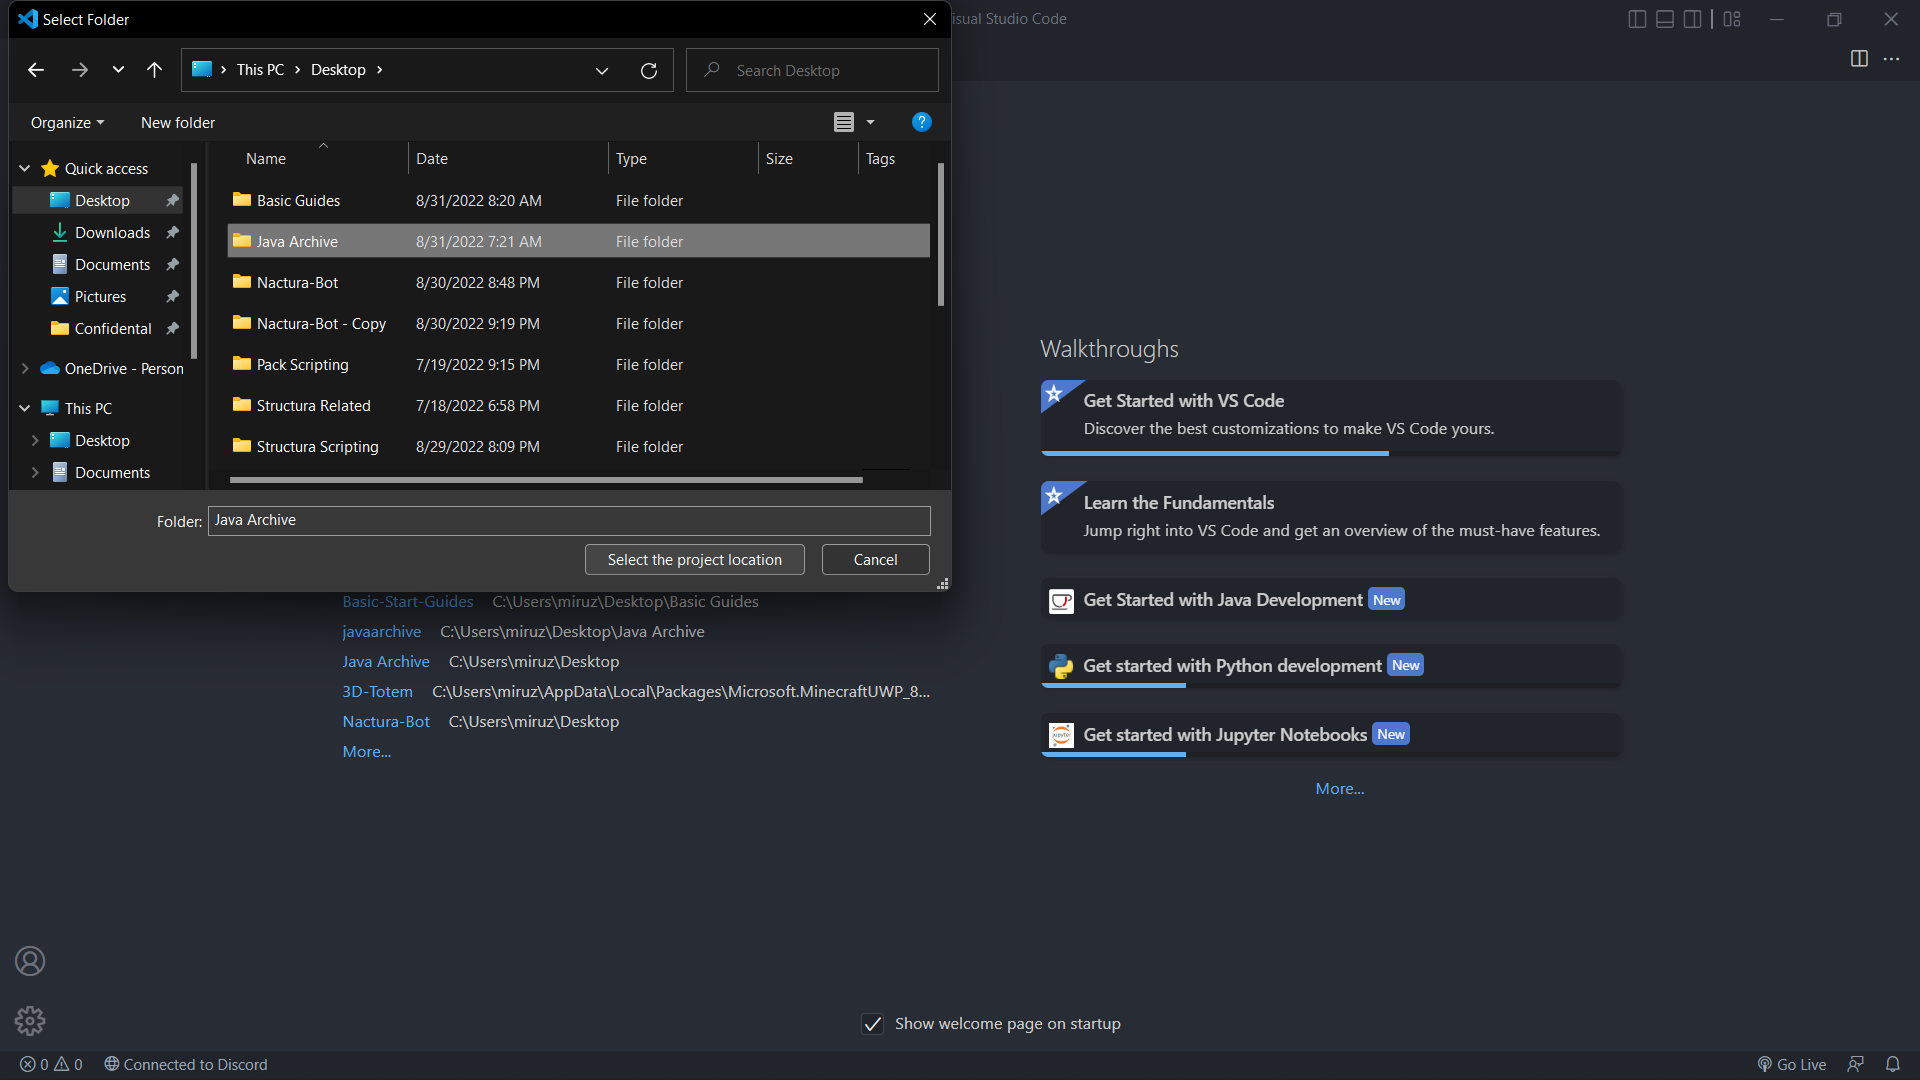 Select Folder
isual Studio Code
This PC
Desktop
Search Desktop
Organize
New folder
?
Quick access
Desktop
Downloads
Documents
Pictures
Confidental
OneDrive - Person
This PC
Desktop
Documents
Name Date Type Size Tags
Basic Guides 8/31/2022 8:20 AM File folder
Java Archive 8/31/2022 7:21 AM File folder
Nactura-Bot 8/30/2022 8:48 PM File folder
Nactura-Bot - Copy 8/30/2022 9:19 PM File folder
Pack Scripting 7/19/2022 9:15 PM File folder
Structura Related 7/18/2022 6:58 PM File folder
Structura Scripting 8/29/2022 8:09 PM File folder
Folder: Java Archive
Select the project location
Cancel
Basic-Start-Guides C:\Users\miruz\Desktop\Basic Guides
javaarchive C:\Users\miruz\Desktop\Java Archive
Java Archive C:\Users\miruz\Desktop
3D-Totem C:\Users\miruz\AppData\Local\Packages\Microsoft.MinecraftUWP_8...
Nactura-Bot C:\Users\miruz\Desktop
More...
Walkthroughs
Get Started with VS Code
Discover the best customizations to make VS Code yours.
Learn the Fundamentals
Jump right into VS Code and get an overview of the must-have features.
Get Started with Java Development New
Get started with Python development New
jupyter
Get started with Jupyter Notebooks New
More...
Show welcome page on startup
0 0 Connected to Discord
Go Live